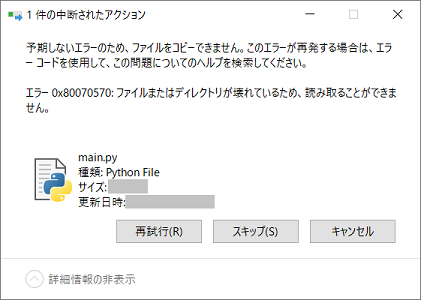 1 件の中断されたアクション
予期しないエラーのため、ファイルをコピーできません。このエラーが再発する場合は、エラ
ー コードを使用して、この問題についてのヘルプを検索してください。
エラー 0x80070570: ファイルまたはディレクトリが壊れているため、読み取ることができま
せん。
main.py
種類: Python File
サイズ:
更新日時:
再試行(R)
スキップ(S)
キャンセル
詳細情報の非表示